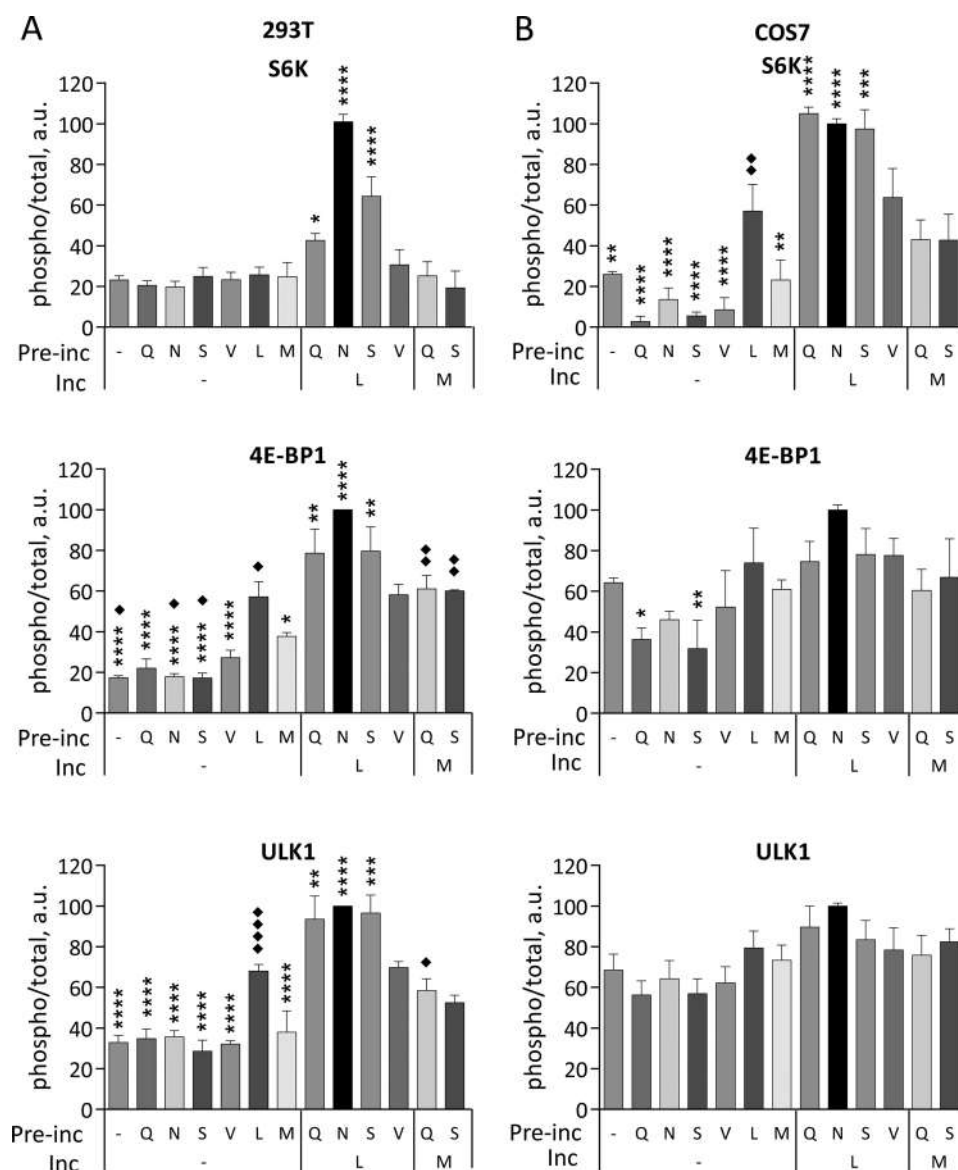 A
293T
S6K
phospho/total, a.u.
120
100
80
60
40
20
0
* **** ****
Pre-inc - Q N S V L M Q N S V Q S
Inc - L M
4E-BP1
phospho/total, a.u.
120
100
80
60
40
20
0
****◆ **** ****◆ ****◆ **** ◆ * ** **** ** ◆◆ ◆◆
Pre-inc - Q N S V L M Q N S V Q S
Inc - L M
ULK1
phospho/total, a.u.
120
100
80
60
40
20
0
**** **** **** **** **** ◆◆◆◆ **** ** **** *** ◆
Pre-inc - Q N S V L M Q N S V Q S
Inc - L M
B
COS7
S6K
phospho/total, a.u.
120
100
80
60
40
20
0
** **** **** **** **** ◆◆ ** **** **** ***
Pre-inc - Q N S V L M Q N S V Q S
Inc - L M
4E-BP1
phospho/total, a.u.
120
100
80
60
40
20
0
* **
Pre-inc - Q N S V L M Q N S V Q S
Inc - L M
ULK1
phospho/total, a.u.
120
100
80
60
40
20
0
Pre-inc - Q N S V L M Q N S V Q S
Inc - L M